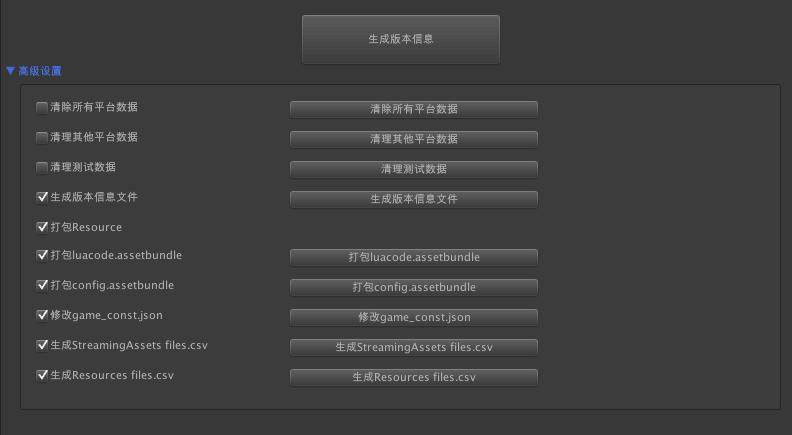 生成版本信息
高级设置
清除所有平台数据 清除所有平台数据
清理其他平台数据 清理其他平台数据
清理测试数据 清理测试数据
生成版本信息文件 生成版本信息文件
打包Resource
打包luacode.assetbundle 打包luacode.assetbundle
打包config.assetbundle 打包config.assetbundle
修改game_const.json 修改game_const.json
生成StreamingAssets files.csv 生成StreamingAssets files.csv
生成Resources files.csv 生成Resources files.csv